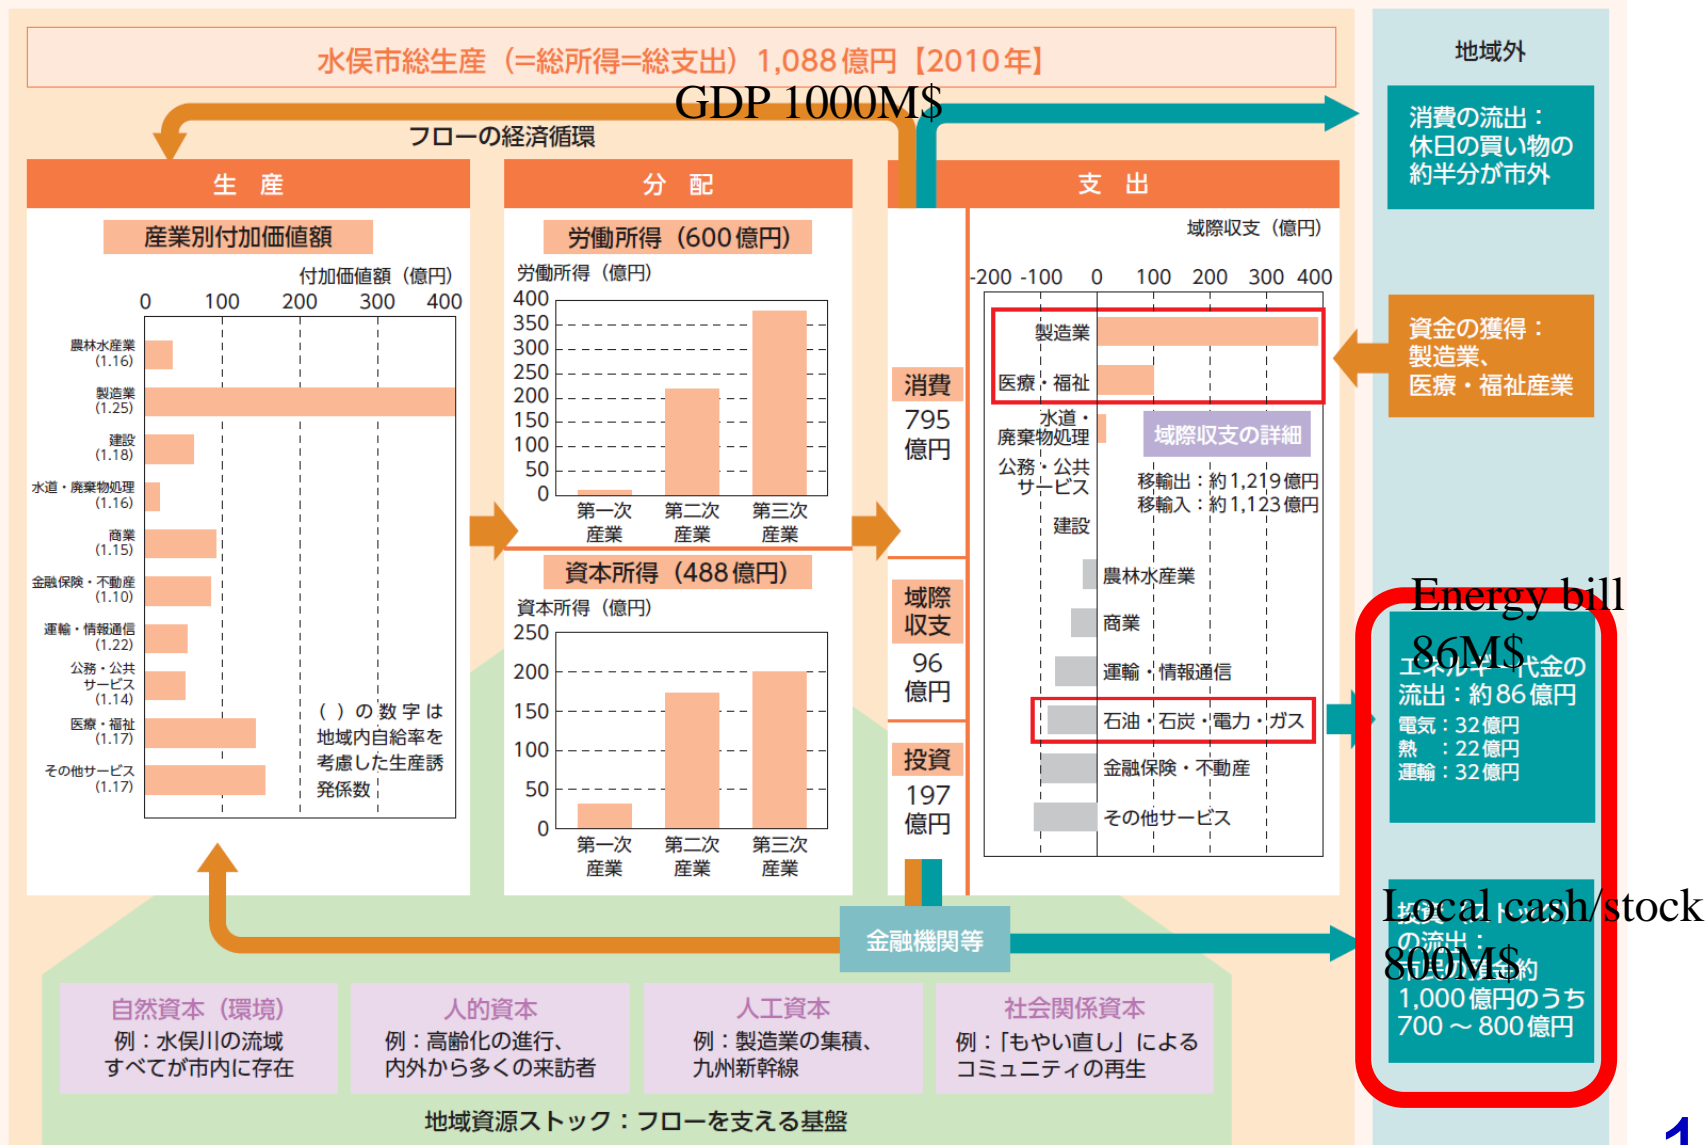 水俣市総生産（=総所得=総支出）1,088億円【2010年】
GDP 1000M$
フローの経済循環
生 産
産業別付加価値額
付加価値額（億円）
0 100 200 300 400
農林水産業
(1.16)
製造業
(1.25)
建設
(1.18)
水道・廃棄物処理
(1.16)
商業
(1.15)
金融保険・不動産
(1.10)
運輸・情報通信
(1.22)
公務・公共
サービス
(1.14)
医療・福祉
(1.17)
その他サービス
(1.17)
( ) の数字は
地域内自給率を
考慮した生産誘
発係数
分 配
労働所得（600億円）
労働所得（億円）
400
350
300
250
200
150
100
50
0
第一次
産業
第二次
産業
第三次
産業
資本所得（488億円）
資本所得（億円）
250
200
150
100
50
0
第一次
産業
第二次
産業
第三次
産業
支 出
消費
795
億円
域際
収支
96
億円
投資
197
億円
域際収支（億円）
-200 -100 0 100 200 300 400
製造業
医療・福祉
水道・
廃棄物処理
公務・公共
サービス
建設
域際収支の詳細
移輸出：約1,219億円
移輸入：約1,123億円
農林水産業
商業
運輸・情報通信
石油・石炭・電力・ガス
金融保険・不動産
その他サービス
地域外
消費の流出：
休日の買い物の
約半分が市外
資金の獲得：
製造業、
医療・福祉産業
Energy bill
86M$
エネルギー代金の
流出：約86億円
電気：32億円
熱　：22億円
運輸：32億円
Local cash/stock
800M$
投資（ストック）
の流出：
市民の預金約
1,000億円のうち
700～800億円
金融機関等
自然資本（環境）
例：水俣川の流域
すべてが市内に存在
人的資本
例：高齢化の進行、
内外から多くの来訪者
人工資本
例：製造業の集積、
九州新幹線
社会関係資本
例：「もやい直し」による
コミュニティの再生
地域資源ストック：フローを支える基盤